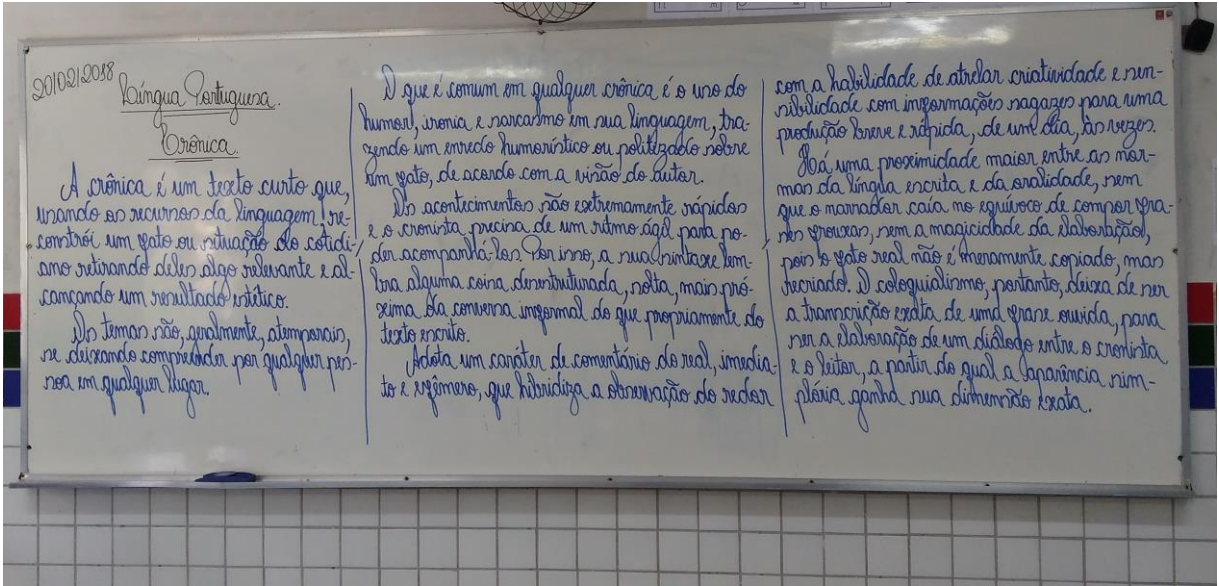 20/02/2018
Língua Portuguesa.
Crônica.
A crônica é um texto curto que,
usando os recursos da linguagem, re-
constrói um fato ou situação do cotidi-
ano retirando deles algo relevante e al-
cançando um resultado estético.
Os temas são, geralmente, atemporais,
se deixando compreender por qualquer pes-
soa em qualquer lugar.
O que é comum em qualquer crônica é o uso do
humor, ironia e sarcasmo em sua linguagem, tra-
zendo um enredo humorístico ou politizado sobre
um fato, de acordo com a visão do autor.
Os acontecimentos são extremamente rápidos
e o cronista precisa de um ritmo ágil para po-
der acompanhá-los. Por isso, a sua sintaxe lem-
bra alguma coisa desestruturada, solta, mais pró-
xima da conversa informal do que propriamente do
texto escrito.
Adota um caráter de comentário do real, imedia-
to e efêmero, que hibridiza a observação do redor
com a habilidade de atrelar criatividade e sen-
sibilidade com informações sagazes para uma
produção breve e rápida, de um dia, às vezes.
Há uma proximidade maior entre as nor-
mas da língua escrita e da oralidade, sem
que o narrador caía no equívoco de compor fra-
ses frouxas, sem a magicidade da elaboração,
pois o fato real não é meramente copiado, mas
recriado. O coloquialismo, portanto, deixa de ser
a transcrição exata de uma frase ouvida, para
ser a elaboração de um diálogo entre o cronista
e o leitor, a partir do qual a aparência sim-
plória ganha sua dimensão exata.